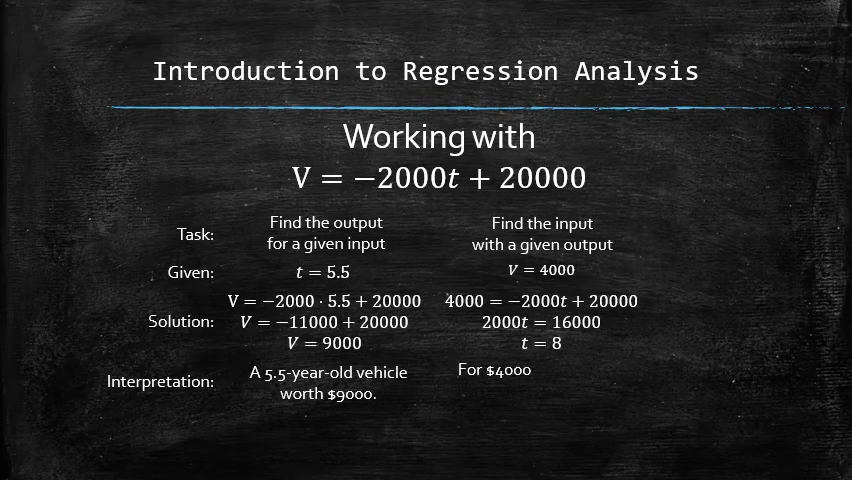 Introduction to Regression Analysis
Working with
V = −2000t + 20000
Task:
Find the output
for a given input
Find the input
with a given output
Given:
t = 5.5
V = 4000
Solution:
V = −2000 · 5.5 + 20000
V = −11000 + 20000
V = 9000
4000 = −2000t + 20000
2000t = 16000
t = 8
Interpretation:
A 5.5-year-old vehicle
worth $9000.
For $4000